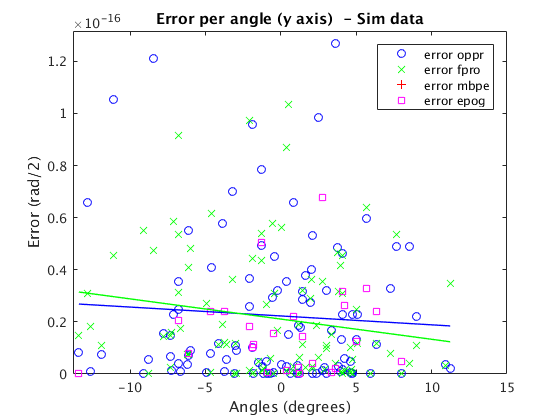 ×10⁻¹⁶
Error per angle (y axis) - Sim data
error oppr
error fpro
error mbpe
error epog
1.2
1
0.8
0.6
0.4
0.2
0
Error (rad/2)
-10
-5
0
5
10
15
Angles (degrees)